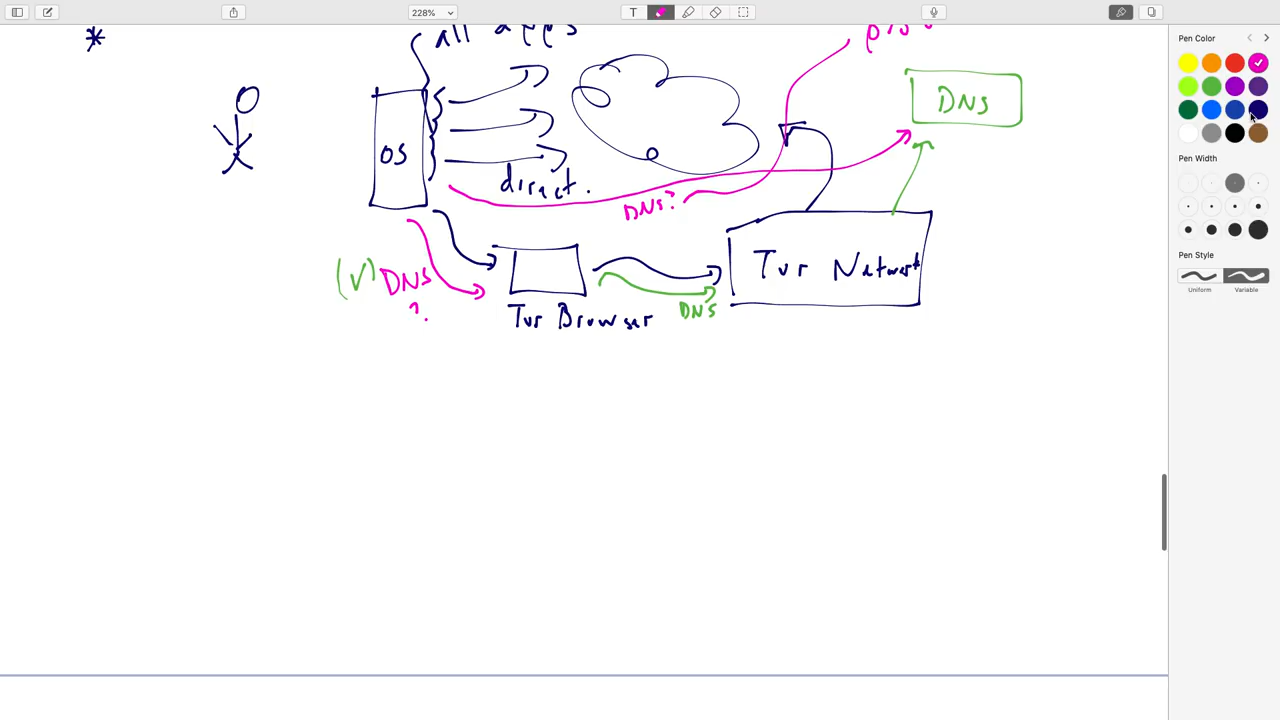 228%
T
Pen Color
*
all apps
DNS
OS
direct.
DNS?
Pen Width
(V) DNS
?
Tor Browser
DNS
Tor Network
Pen Style
Uniform
Variable